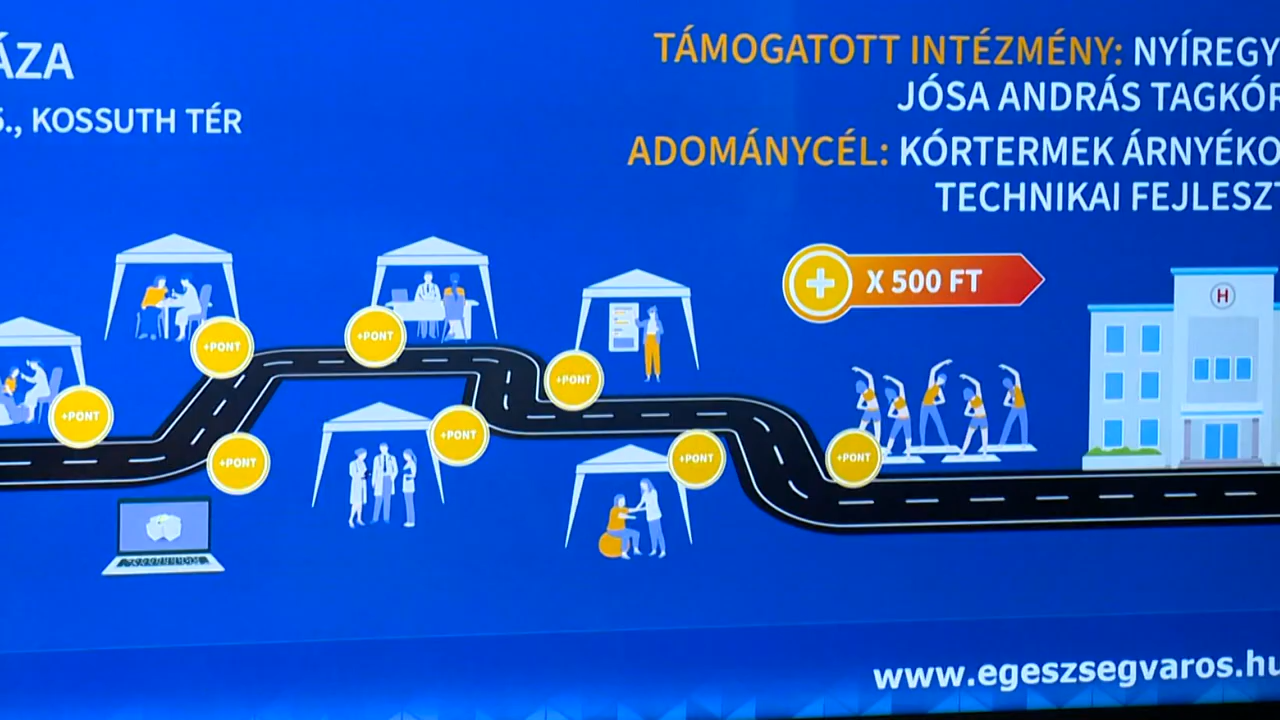 ÁZA
., KOSSUTH TÉR
TÁMOGATOTT INTÉZMÉNY: NYÍREGY
JÓSA ANDRÁS TAGKÓR
ADOMÁNYCÉL: KÓRTERMEK ÁRNYÉKO
TECHNIKAI FEJLESZT
X 500 FT
H
+PONT
+PONT
+PONT
+PONT
+PONT
+PONT
+PONT
+PONT
www.egeszsegvaros.hu